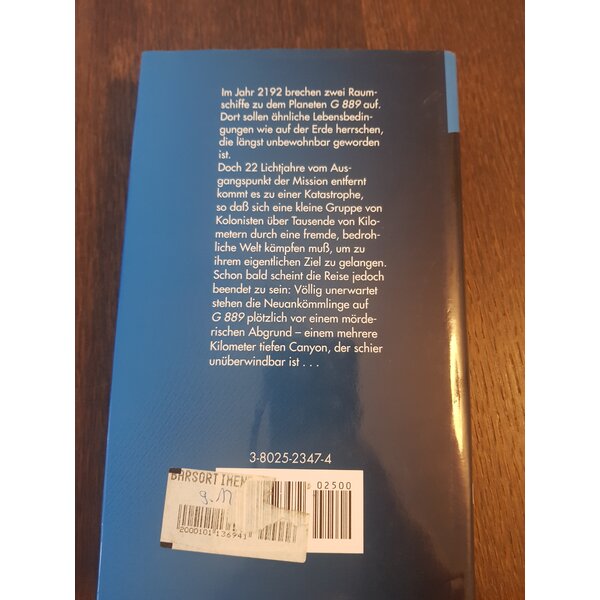 Im Jahr 2192 brechen zwei Raum-
schiffe zu dem Planeten G 889 auf.
Dort sollen ähnliche Lebensbedin-
gungen wie auf der Erde herrschen,
die längst unbewohnbar geworden
ist.
Doch 22 Lichtjahre vom Aus-
gangspunkt der Mission entfernt
kommt es zu einer Katastrophe,
so daß sich eine kleine Gruppe von
Kolonisten über Tausende von Kilo-
metern durch eine fremde, bedroh-
liche Welt kämpfen muß, um zu
ihrem eigentlichen Ziel zu gelangen.
Schon bald scheint die Reise jedoch
beendet zu sein: Völlig unerwartet
stehen die Neuankömmlinge auf
G 889 plötzlich vor einem mörde-
rischen Abgrund – einem mehrere
Kilometer tiefen Canyon, der schier
unüberwindbar ist . . .
3-8025-2347-4
02500
BARSORTIMEN
2000101136941